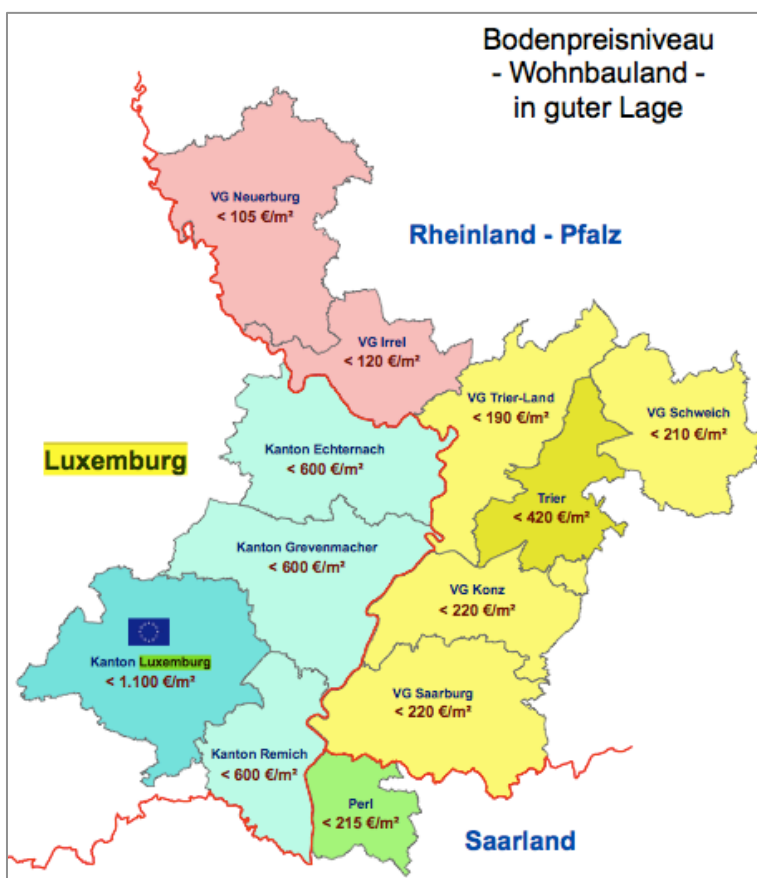 Bodenpreisniveau
- Wohnbauland -
in guter Lage
VG Neuerburg
< 105 €/m²
Rheinland - Pfalz
VG Irrel
< 120 €/m²
VG Trier-Land
< 190 €/m²
VG Schweich
< 210 €/m²
Luxemburg
Kanton Echternach
< 600 €/m²
Trier
< 420 €/m²
Kanton Grevenmacher
< 600 €/m²
VG Konz
< 220 €/m²
Kanton Luxemburg
< 1.100 €/m²
VG Saarburg
< 220 €/m²
Kanton Remich
< 600 €/m²
Perl
< 215 €/m²
Saarland